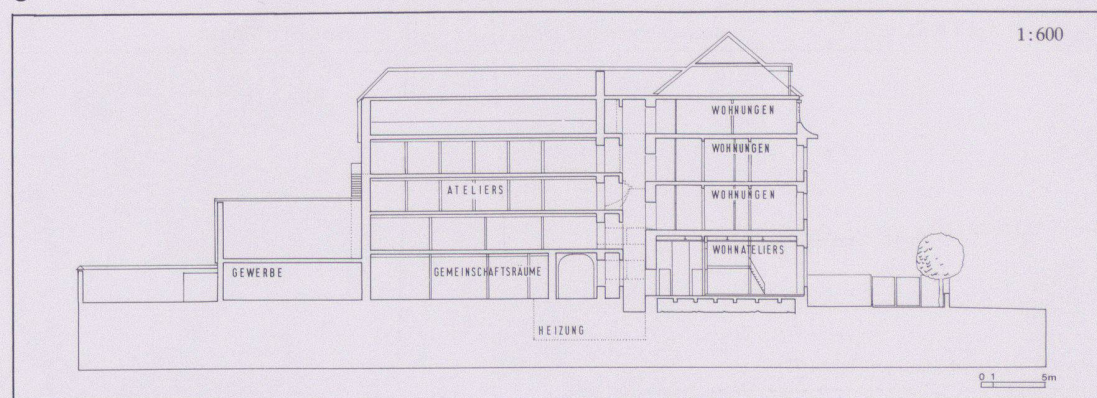 1:600
WOHNUNGEN
WOHNUNGEN
ATELIERS
WOHNUNGEN
WOHNATELIERS
GEWERBE
GEMEINSCHAFTSRÄUME
HEIZUNG
0 1 5m